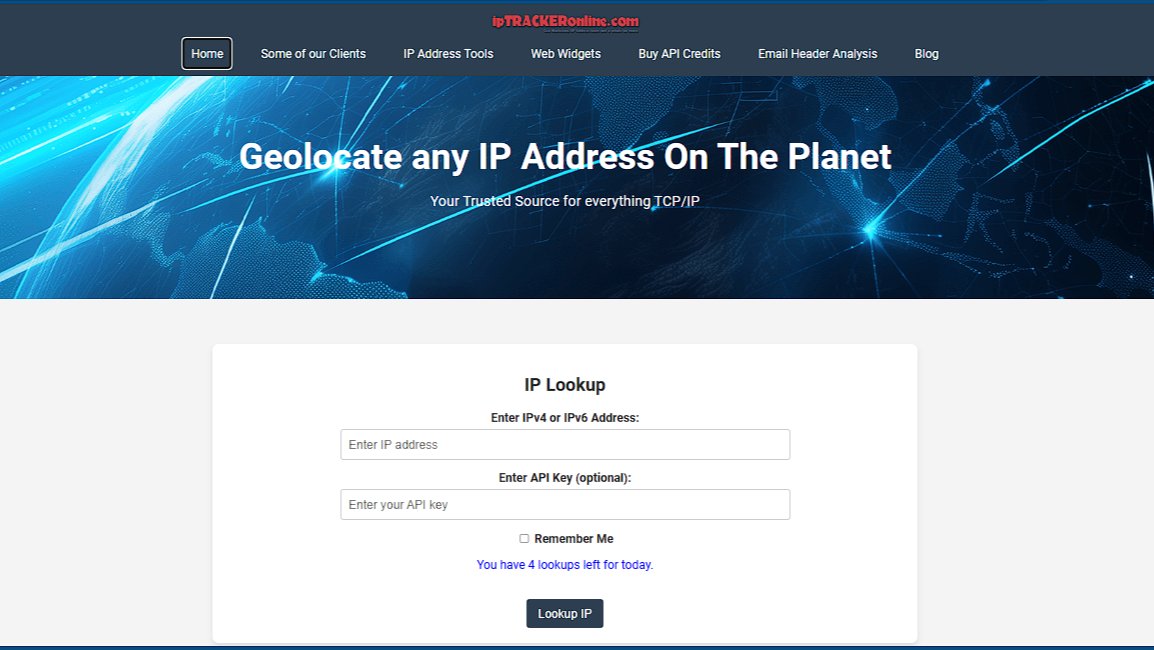 ipTRACKERonline.com
Home Some of our Clients IP Address Tools Web Widgets Buy API Credits Email Header Analysis Blog
Geolocate any IP Address On The Planet
Your Trusted Source for everything TCP/IP
IP Lookup
Enter IPv4 or IPv6 Address:
Enter IP address
Enter API Key (optional):
Enter your API key
Remember Me
You have 4 lookups left for today.
Lookup IP